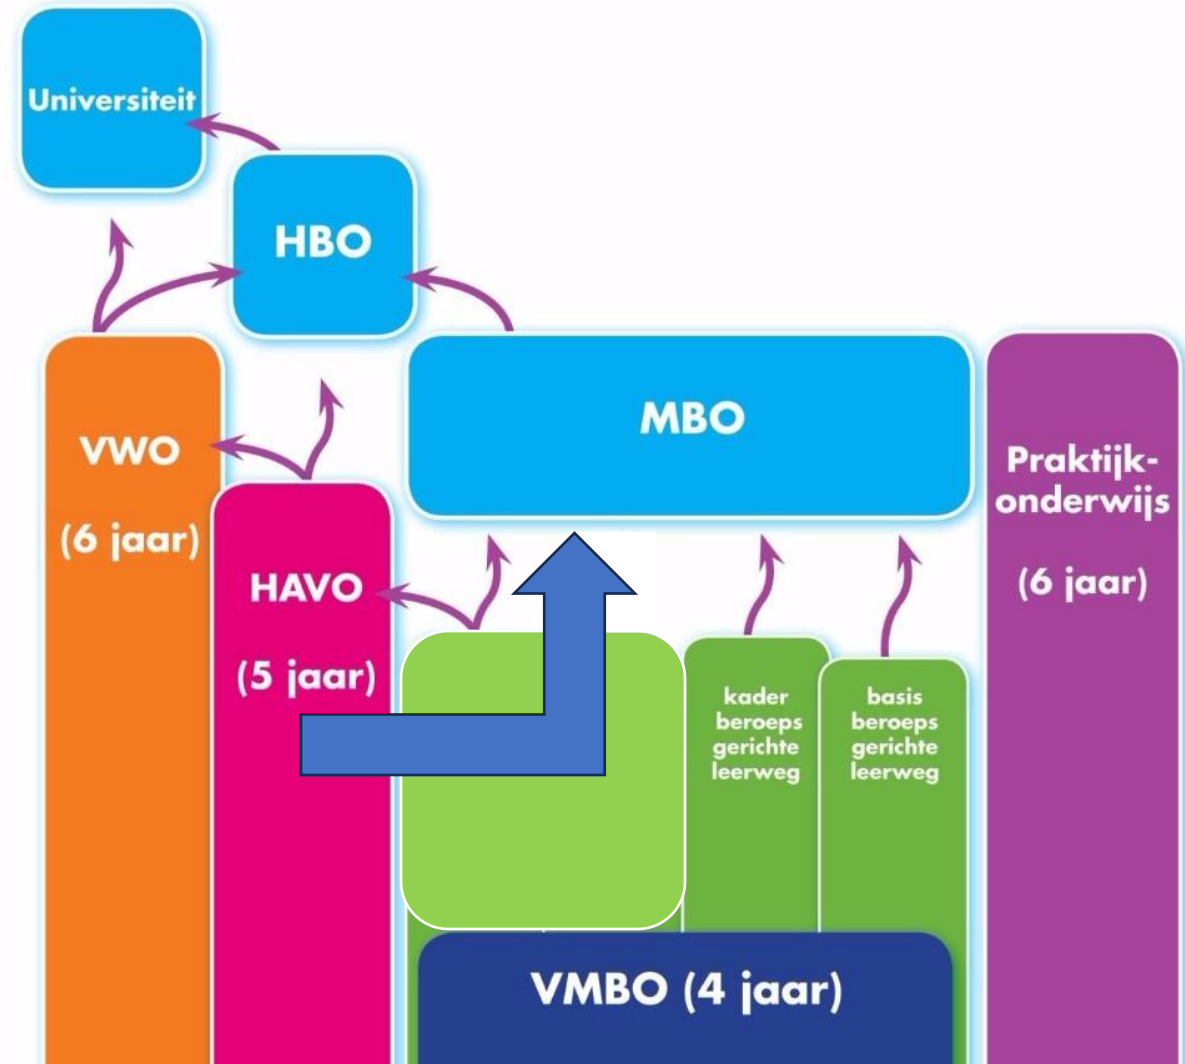 Universiteit
HBO
VWO
(6 jaar)
HAVO
(5 jaar)
MBO
Praktijk-
onderwijs
(6 jaar)
kader
beroeps
gerichte
leerweg
basis
beroeps
gerichte
leerweg
VMBO (4 jaar)